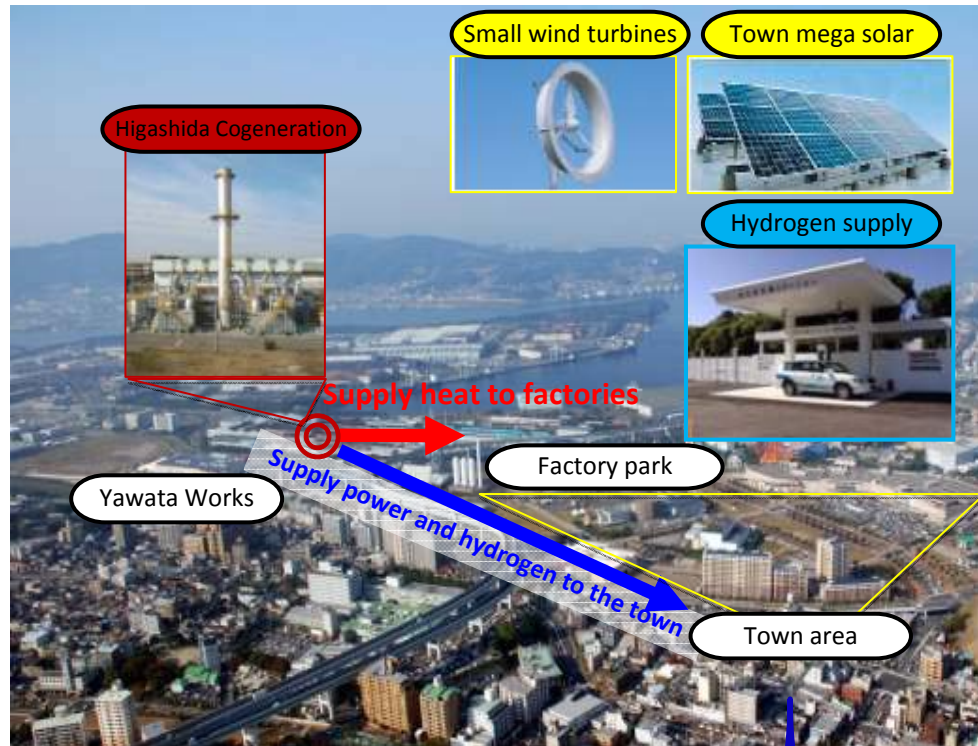 Small wind turbines
Town mega solar
Higashida Cogeneration
Hydrogen supply
Supply heat to factories
Factory park
Yawata Works
Supply power and hydrogen to the town
Town area